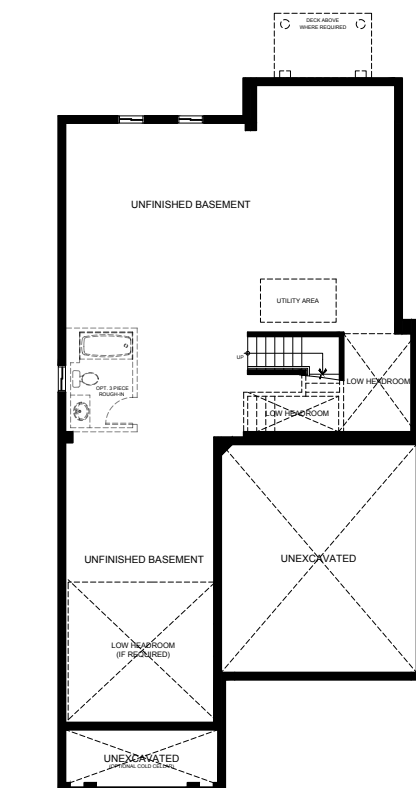 DECK ABOVE
WHERE REQUIRED
UNFINISHED BASEMENT
UTILITY AREA
UP
LOW HEADROOM
OPT. 3 PIECE
ROUGH-IN
LOW HEADROOM
UNFINISHED BASEMENT
UNEXCAVATED
LOW HEADROOM
(IF REQUIRED)
UNEXCAVATED
(OPTIONAL COLD CELLAR)